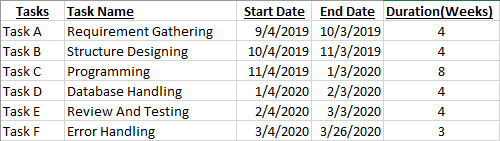 Tasks Task Name Start Date End Date Duration(Weeks)
Task A Requirement Gathering 9/4/2019 10/3/2019 4
Task B Structure Designing 10/4/2019 11/3/2019 4
Task C Programming 11/4/2019 1/3/2020 8
Task D Database Handling 1/4/2020 2/3/2020 4
Task E Review And Testing 2/4/2020 3/3/2020 4
Task F Error Handling 3/4/2020 3/26/2020 3